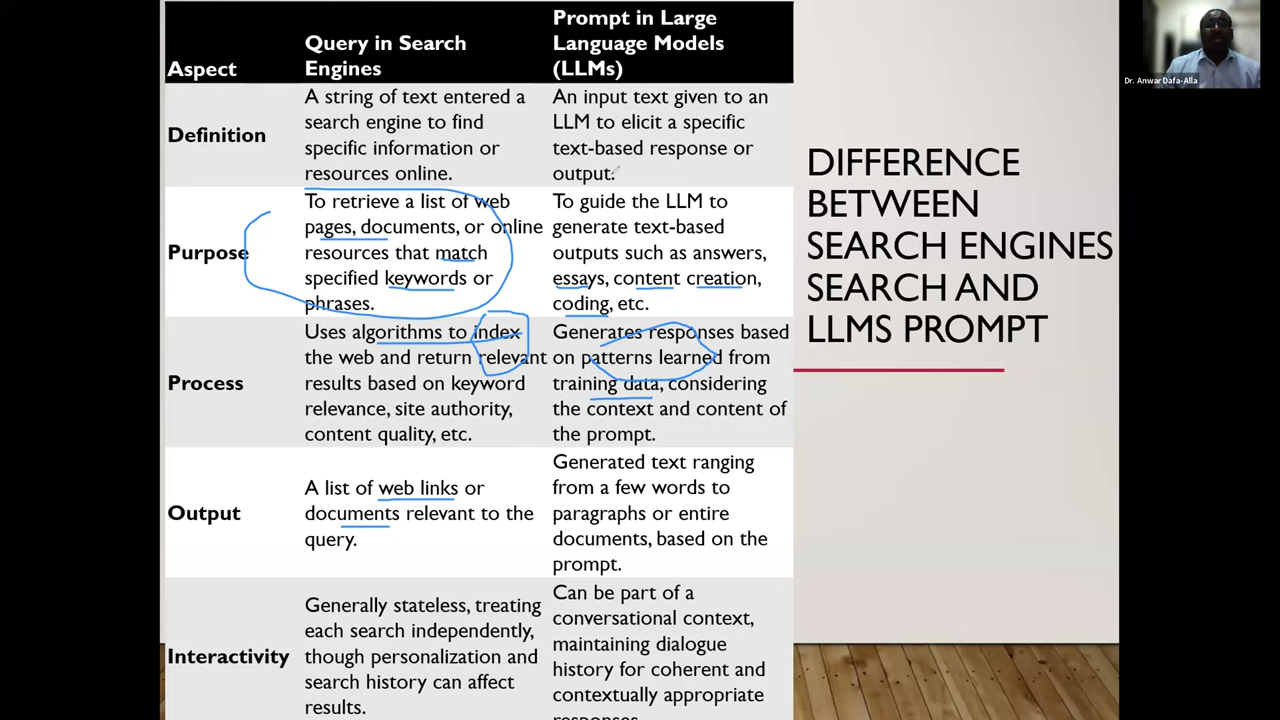 Aspect
Query in Search
Engines
Prompt in Large
Language Models
(LLMs)
Definition
A string of text entered a
search engine to find
specific information or
resources online.
An input text given to an
LLM to elicit a specific
text-based response or
output.
Purpose
To retrieve a list of web
pages, documents, or online
resources that match
specified keywords or
phrases.
To guide the LLM to
generate text-based
outputs such as answers,
essays, content creation,
coding, etc.
Process
Uses algorithms to index
the web and return relevant
results based on keyword
relevance, site authority,
content quality, etc.
Generates responses based
on patterns learned from
training data, considering
the context and content of
the prompt.
Output
A list of web links or
documents relevant to the
query.
Generated text ranging
from a few words to
paragraphs or entire
documents, based on the
prompt.
Interactivity
Generally stateless, treating
each search independently,
though personalization and
search history can affect
results.
Can be part of a
conversational context,
maintaining dialogue
history for coherent and
contextually appropriate
responses.
DIFFERENCE
BETWEEN
SEARCH ENGINES
SEARCH AND
LLMS PROMPT
Dr. Anwar Dafa-Alla